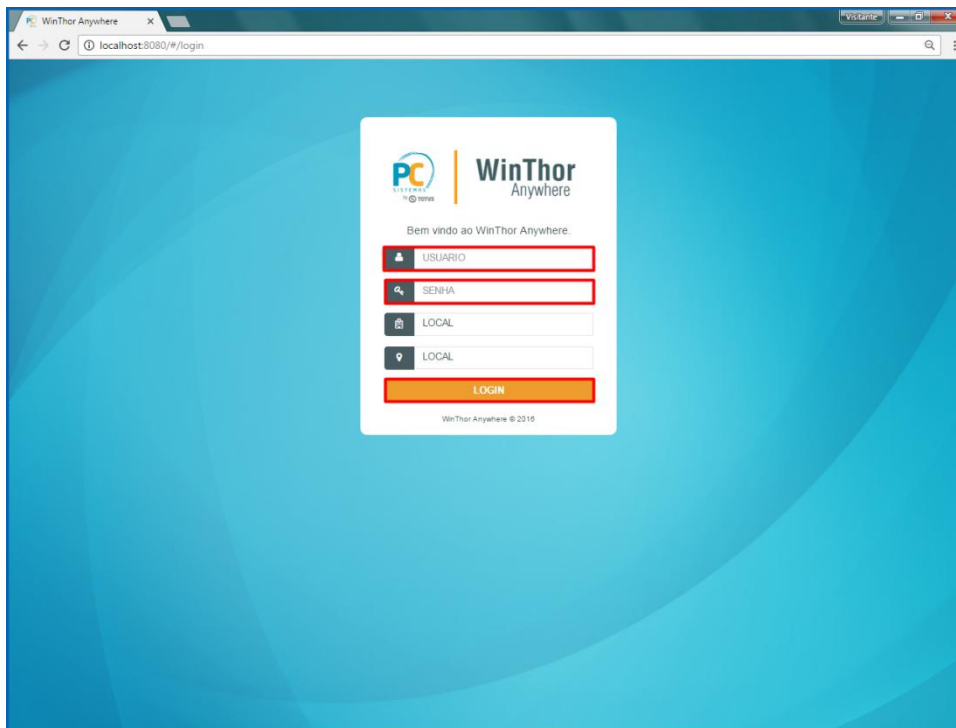 WinThor Anywhere
Visitante
localhost:8080/#/login
PC
SISTEMAS
by TOTVS
WinThor
Anywhere
Bem vindo ao WinThor Anywhere.
USUARIO
SENHA
LOCAL
LOCAL
LOGIN
WinThor Anywhere © 2016